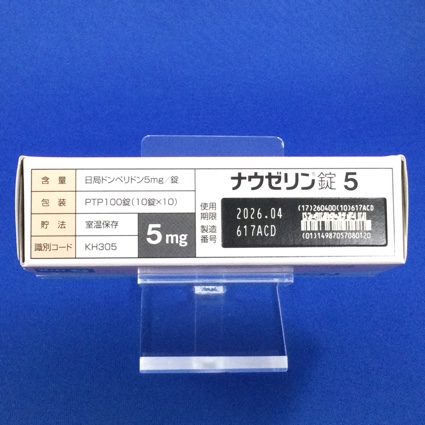 含量 日局ドンペリドン5mg/錠
包装 PTP100錠(10錠×10)
貯法 室温保存
識別コード KH305
5mg
ナウゼリン®錠 5
使用期限 2026.04
製造番号 617ACD
(17)260400(10)617ACD
(01)14987057080120